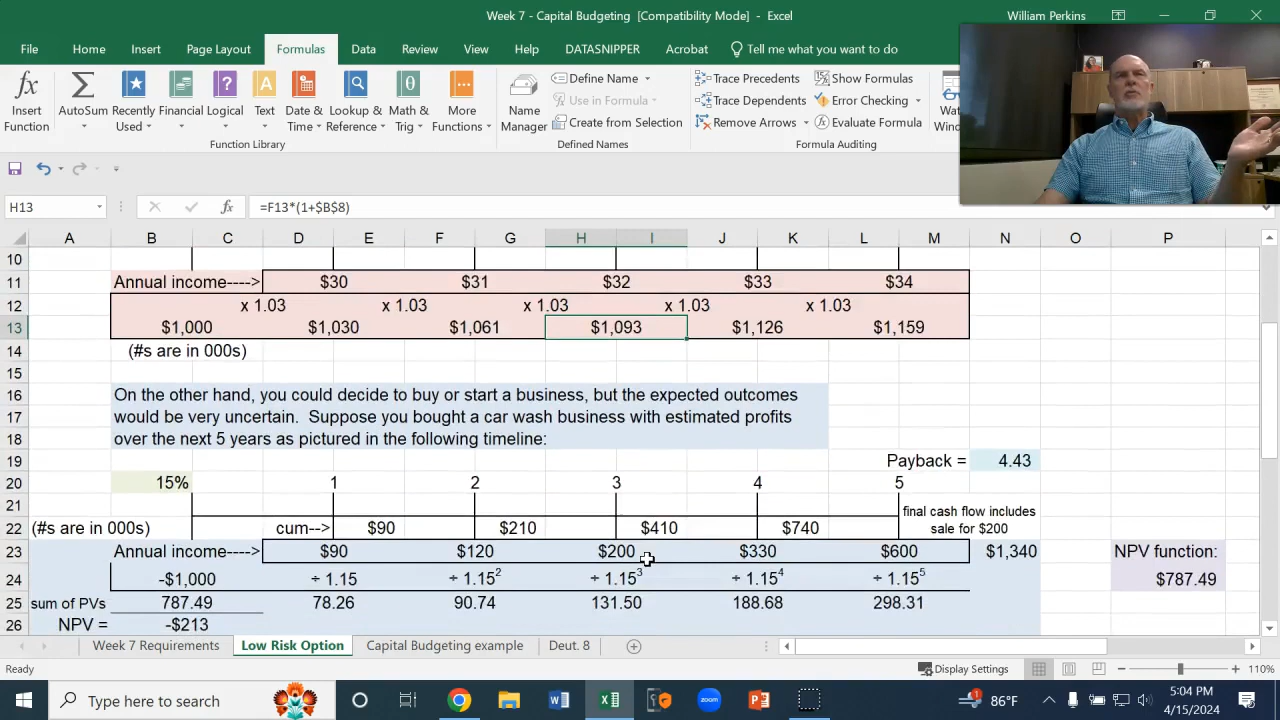 Week 7 - Capital Budgeting [Compatibility Mode] - Excel
William Perkins
File Home Insert Page Layout Formulas Data Review View Help DATASNIPPER Acrobat Tell me what you want to do
fx Σ θ
Insert Function
AutoSum
Recently Used
Financial
Logical
Text
Date & Time
Lookup & Reference
Math & Trig
More Functions
Name Manager
Define Name
Use in Formula
Create from Selection
Trace Precedents
Trace Dependents
Remove Arrows
Show Formulas
Error Checking
Evaluate Formula
Function Library
Defined Names
Formula Auditing
H13 fx =F13*(1+$B$8)
A B C D E F G H I J K L M N O P
10
11 Annual income----> $30 $31 $32 $33 $34
12 x 1.03 x 1.03 x 1.03 x 1.03 x 1.03
13 $1,000 $1,030 $1,061 $1,093 $1,126 $1,159
14 (#s are in 000s)
15
16 On the other hand, you could decide to buy or start a business, but the expected outcomes
17 would be very uncertain. Suppose you bought a car wash business with estimated profits
18 over the next 5 years as pictured in the following timeline:
19 Payback = 4.43
20 15% 1 2 3 4 5
21 final cash flow includes
22 (#s are in 000s) cum--> $90 $210 $410 $740 sale for $200
23 Annual income----> $90 $120 $200 $330 $600 $1,340 NPV function:
24 -$1,000 ÷ 1.15 ÷ 1.15² ÷ 1.15³ ÷ 1.15⁴ ÷ 1.15⁵ $787.49
25 sum of PVs 787.49 78.26 90.74 131.50 188.68 298.31
26 NPV = -$213
Week 7 Requirements Low Risk Option Capital Budgeting example Deut. 8
Ready Display Settings 110%
Type here to search
1 86°F
5:04 PM
4/15/2024